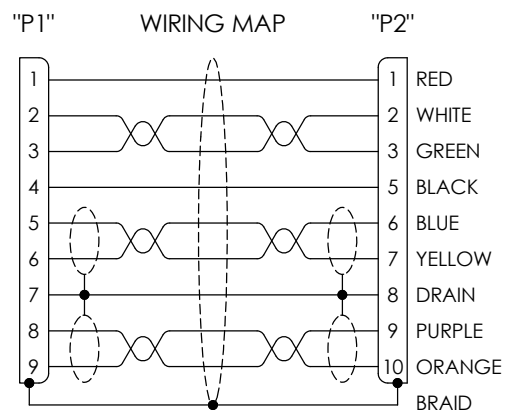 "P1" WIRING MAP "P2"
1 1 RED
2 2 WHITE
3 3 GREEN
4 5 BLACK
5 6 BLUE
6 7 YELLOW
7 8 DRAIN
8 9 PURPLE
9 10 ORANGE
BRAID